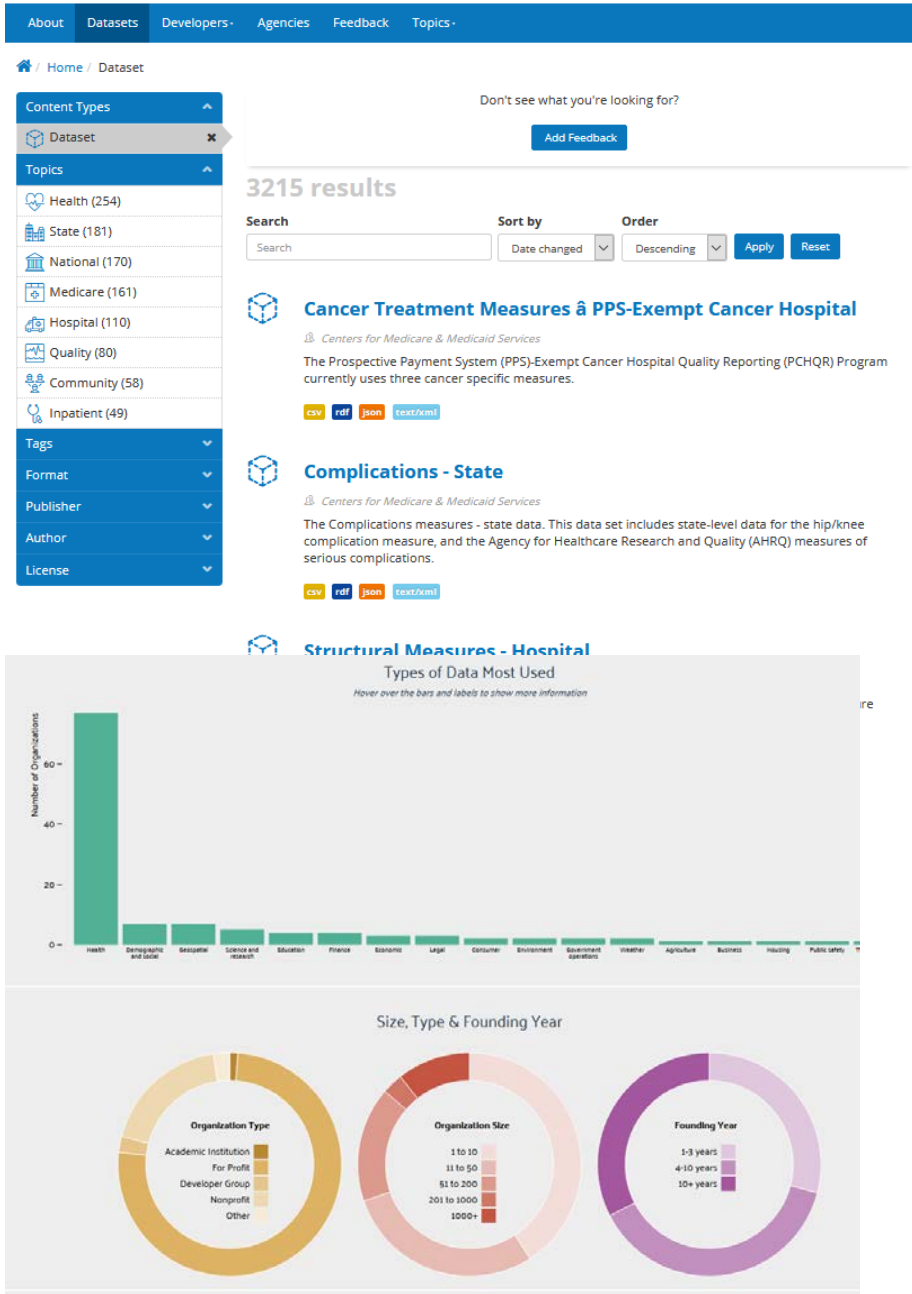 About Datasets Developers Agencies Feedback Topics
/ Home / Dataset
Content Types
Dataset ✖
Topics
Health (254)
State (181)
National (170)
Medicare (161)
Hospital (110)
Quality (80)
Community (58)
Inpatient (49)
Tags
Format
Publisher
Author
License
Don't see what you're looking for?
Add Feedback
3215 results
Search Sort by Order
Search Date changed Descending Apply Reset
Cancer Treatment Measures â PPS-Exempt Cancer Hospital
Centers for Medicare & Medicaid Services
The Prospective Payment System (PPS)-Exempt Cancer Hospital Quality Reporting (PCHQR) Program
currently uses three cancer specific measures.
csv rdf json text/xml
Complications - State
Centers for Medicare & Medicaid Services
The Complications measures - state data. This data set includes state-level data for the hip/knee
complication measure, and the Agency for Healthcare Research and Quality (AHRQ) measures of
serious complications.
csv rdf json text/xml
Structural Measures - Hospital
Types of Data Most Used
Hover over the bars and labels to show more information
Number of Organizations
60
40
20
0
Health
Demographic and social
Geospatial
Science and research
Education
Finance
Economic
Legal
Consumer
Environment
Government operations
Weather
Agriculture
Business
Housing
Public safety
Size, Type & Founding Year
Organization Type
Academic Institution
For Profit
Developer Group
Nonprofit
Other
Organization Size
1 to 10
11 to 50
51 to 200
201 to 1000
1000+
Founding Year
1-3 years
4-10 years
10+ years